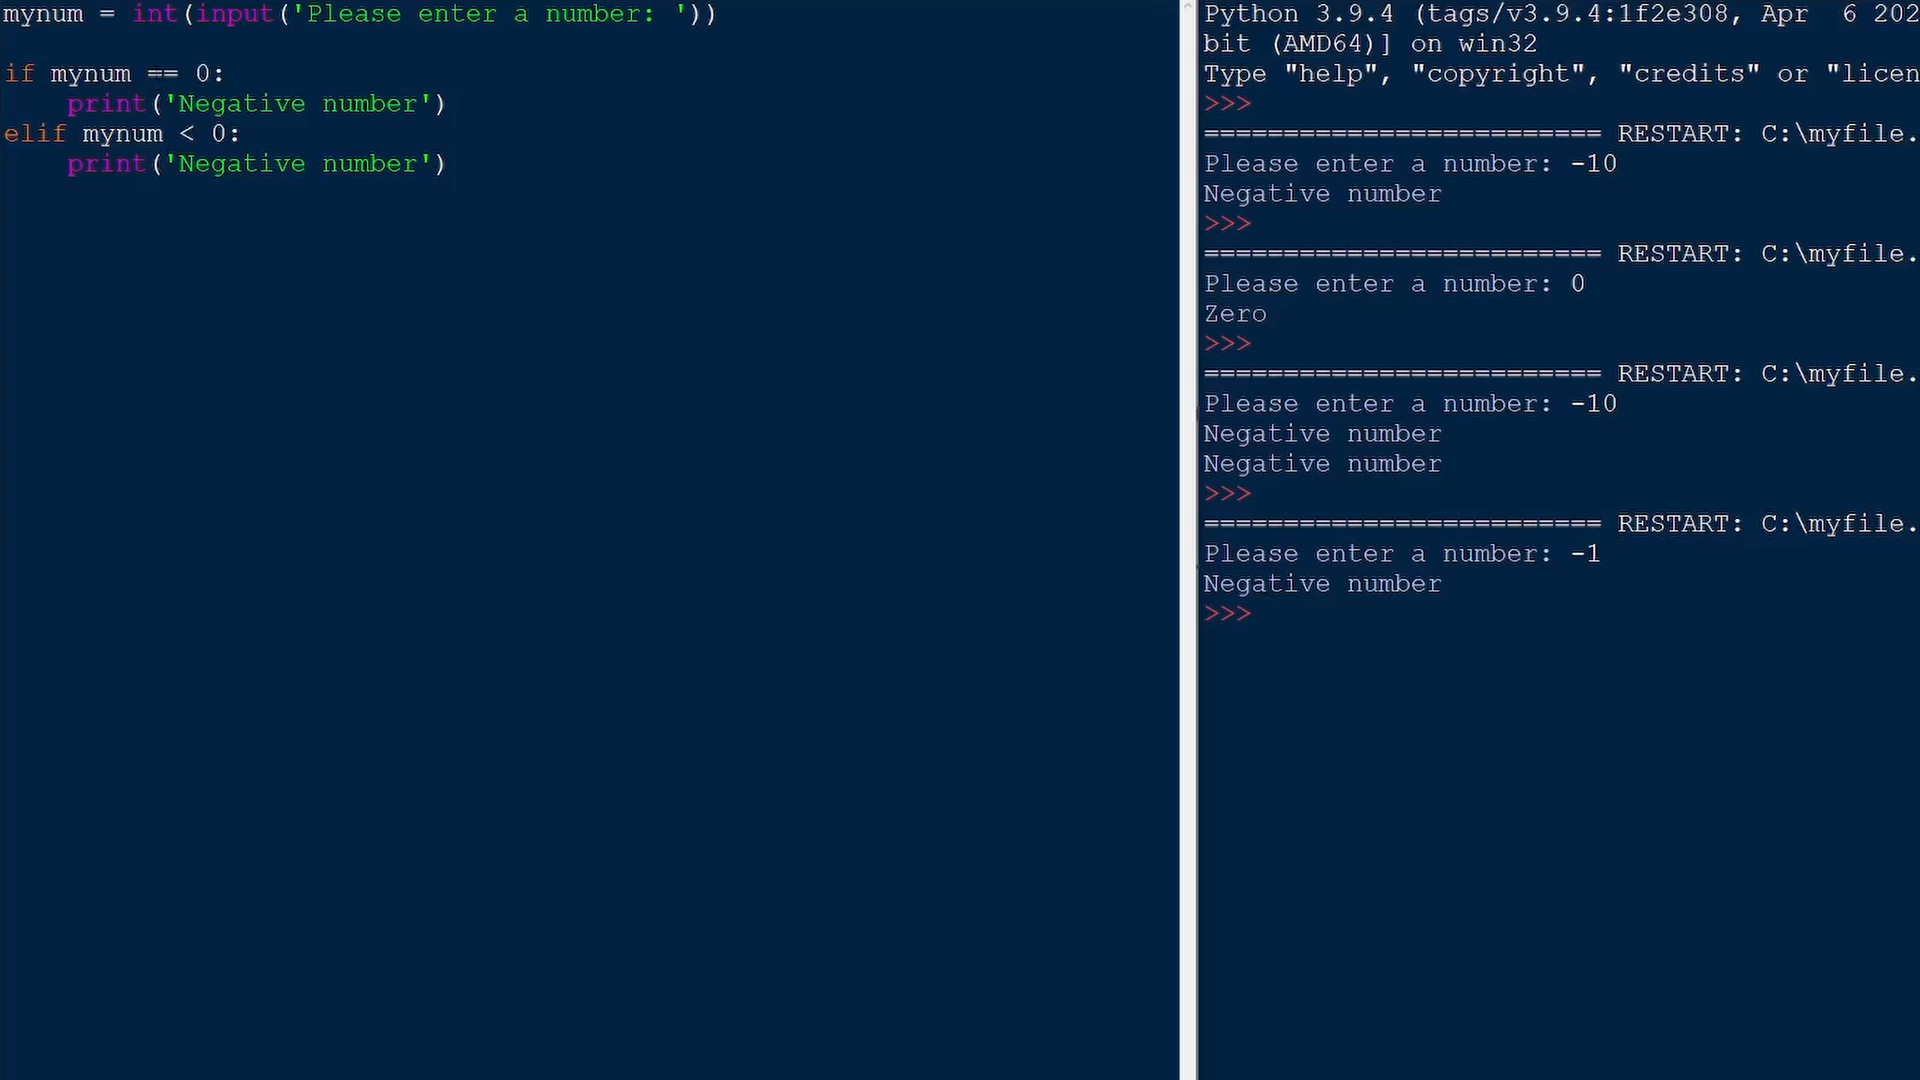 mynum = int(input('Please enter a number: '))
if mynum == 0:
    print('Negative number')
elif mynum < 0:
    print('Negative number')
Python 3.9.4 (tags/v3.9.4:1f2e308, Apr  6 202
bit (AMD64)] on win32
Type "help", "copyright", "credits" or "licen
>>>
========================= RESTART: C:\myfile.
Please enter a number: -10
Negative number
>>>
========================= RESTART: C:\myfile.
Please enter a number: 0
Zero
>>>
========================= RESTART: C:\myfile.
Please enter a number: -10
Negative number
Negative number
>>>
========================= RESTART: C:\myfile.
Please enter a number: -1
Negative number
>>>